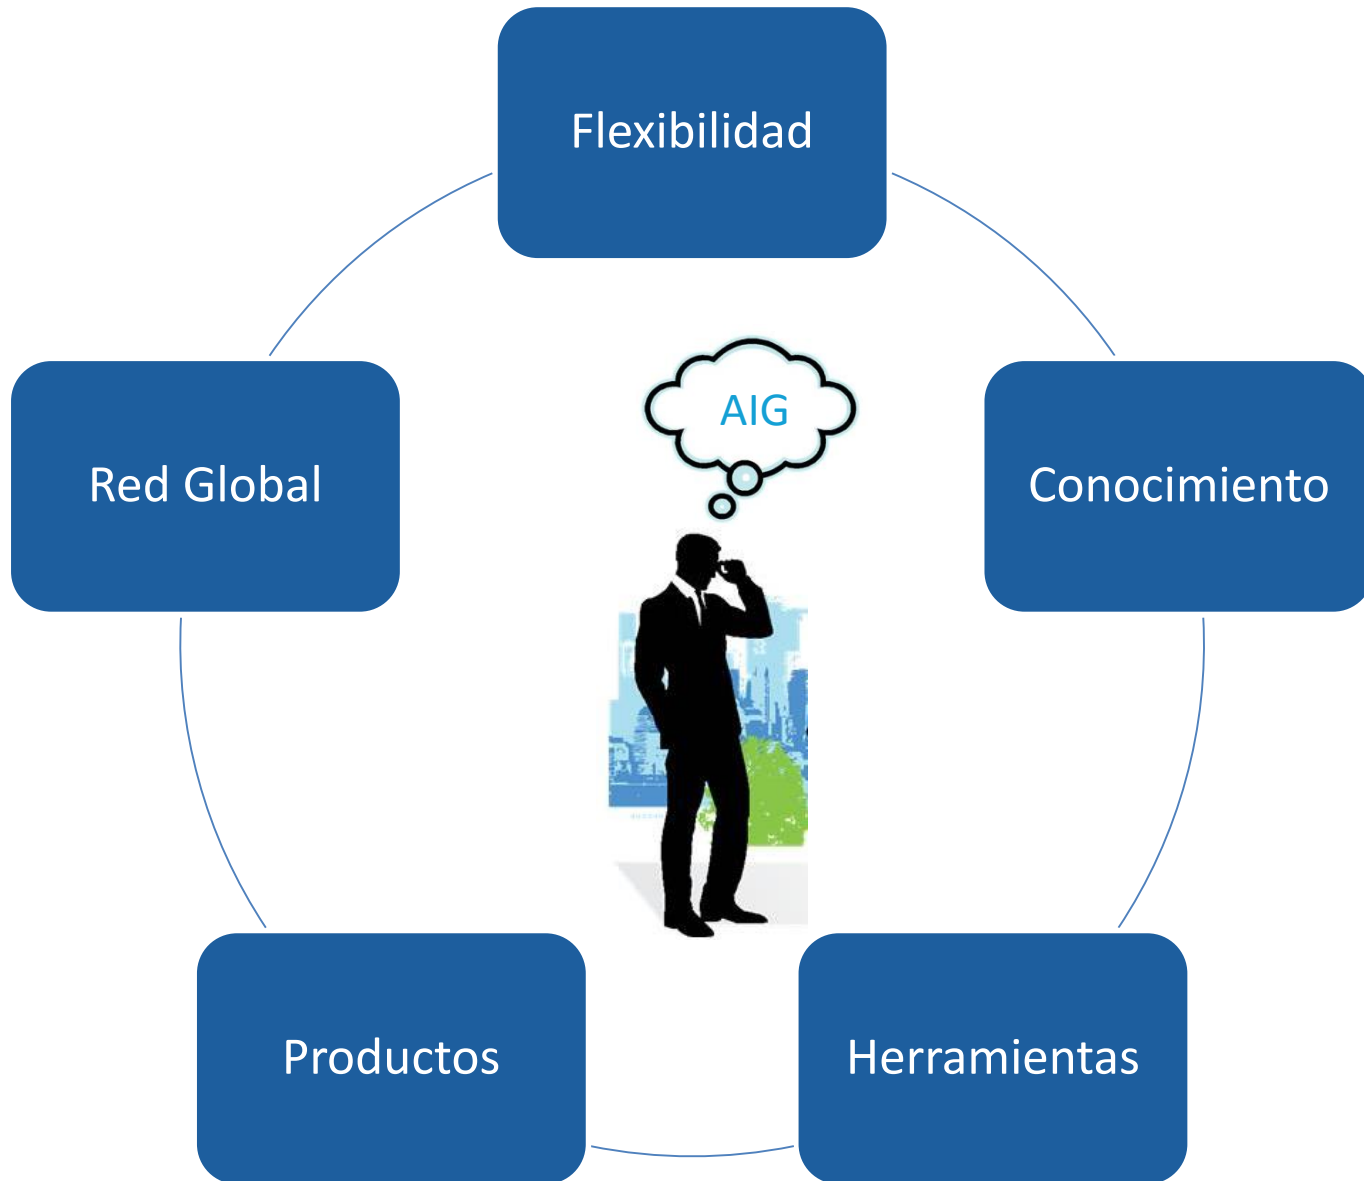 Flexibilidad
AIG
Red Global
Conocimiento
Productos
Herramientas